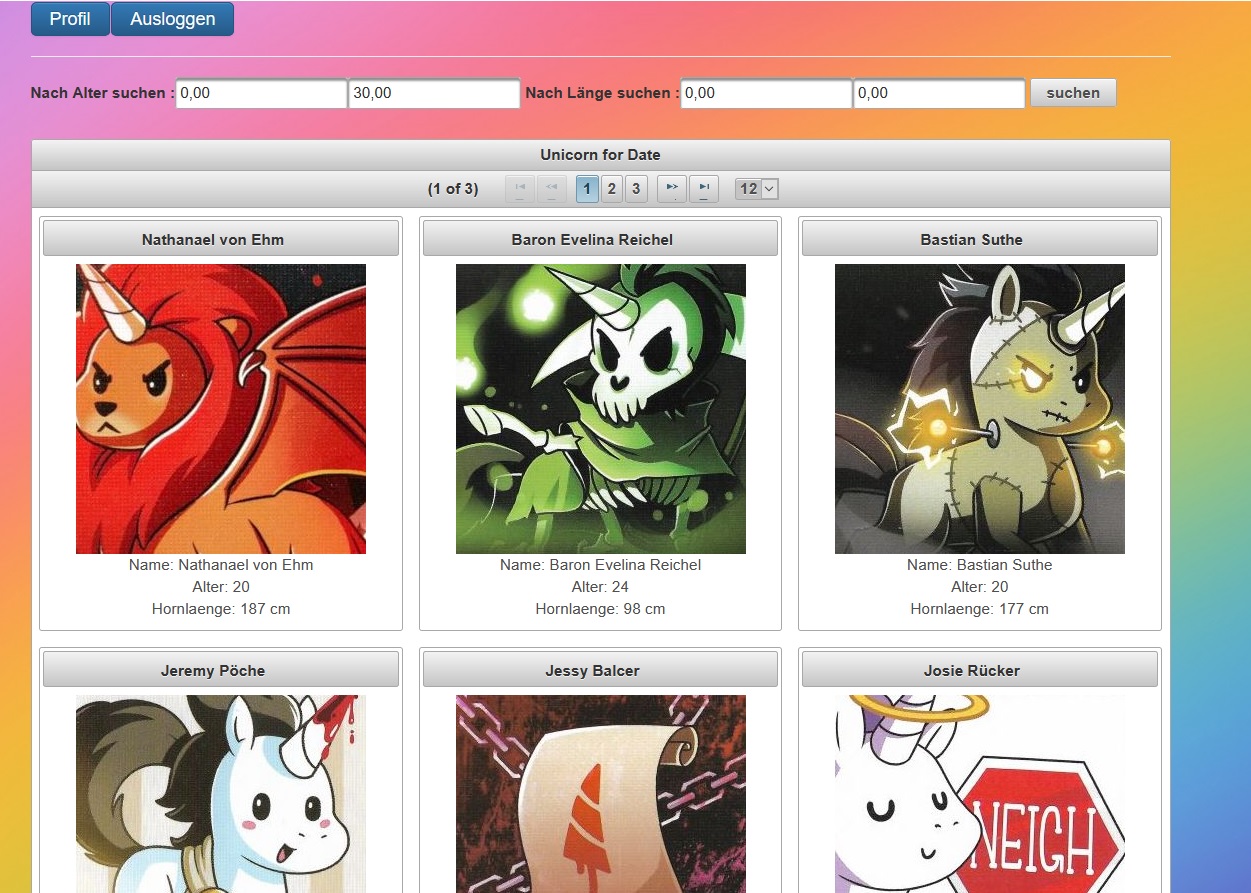 Profil Ausloggen
Nach Alter suchen : 0,00 30,00 Nach Länge suchen : 0,00 0,00 suchen
Unicorn for Date
(1 of 3) 1 2 3 12
Nathanael von Ehm
Baron Evelina Reichel
Bastian Suthe
Name: Nathanael von Ehm
Alter: 20
Hornlaenge: 187 cm
Name: Baron Evelina Reichel
Alter: 24
Hornlaenge: 98 cm
Name: Bastian Suthe
Alter: 20
Hornlaenge: 177 cm
Jeremy Pöche
Jessy Balcer
Josie Rücker
NEIGH